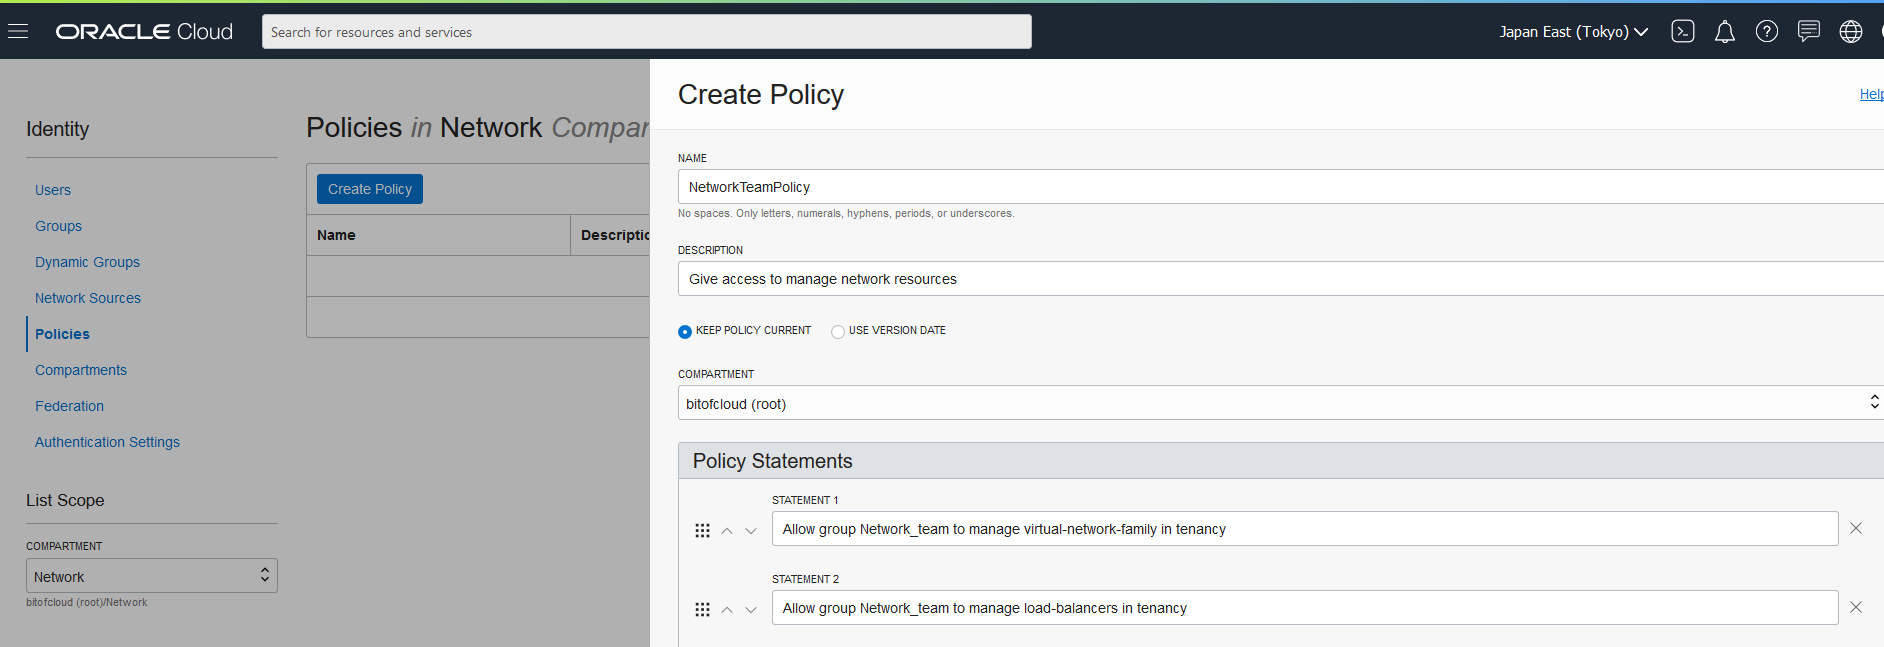 ORACLE Cloud
Search for resources and services
Japan East (Tokyo)
Identity
Users
Groups
Dynamic Groups
Network Sources
Policies
Compartments
Federation
Authentication Settings
List Scope
COMPARTMENT
Network
bitofcloud (root)/Network
Policies in Network Compar
Create Policy
Name
Descriptic
Create Policy
Help
NAME
NetworkTeamPolicy
No spaces. Only letters, numerals, hyphens, periods, or underscores.
DESCRIPTION
Give access to manage network resources
KEEP POLICY CURRENT
USE VERSION DATE
COMPARTMENT
bitofcloud (root)
Policy Statements
STATEMENT 1
Allow group Network_team to manage virtual-network-family in tenancy
STATEMENT 2
Allow group Network_team to manage load-balancers in tenancy